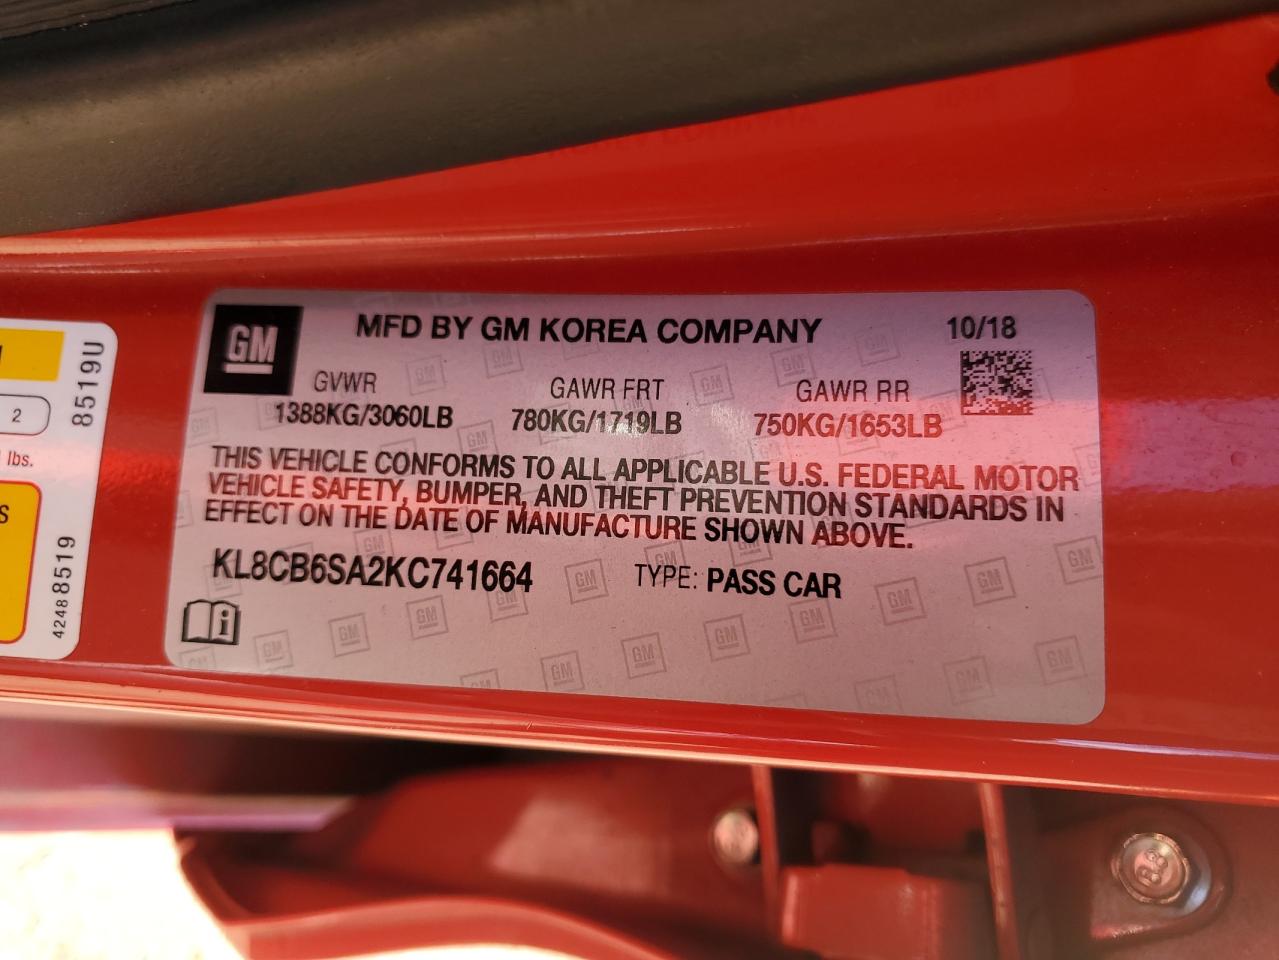 GM
MFD BY GM KOREA COMPANY
10/18
GVWR
GAWR FRT
GAWR RR
1388KG/3060LB
780KG/1719LB
750KG/1653LB
THIS VEHICLE CONFORMS TO ALL APPLICABLE U.S. FEDERAL MOTOR
VEHICLE SAFETY, BUMPER, AND THEFT PREVENTION STANDARDS IN
EFFECT ON THE DATE OF MANUFACTURE SHOWN ABOVE.
KL8CB6SA2KC741664
TYPE: PASS CAR
2
lbs.
S
8519U
42488519
8.8